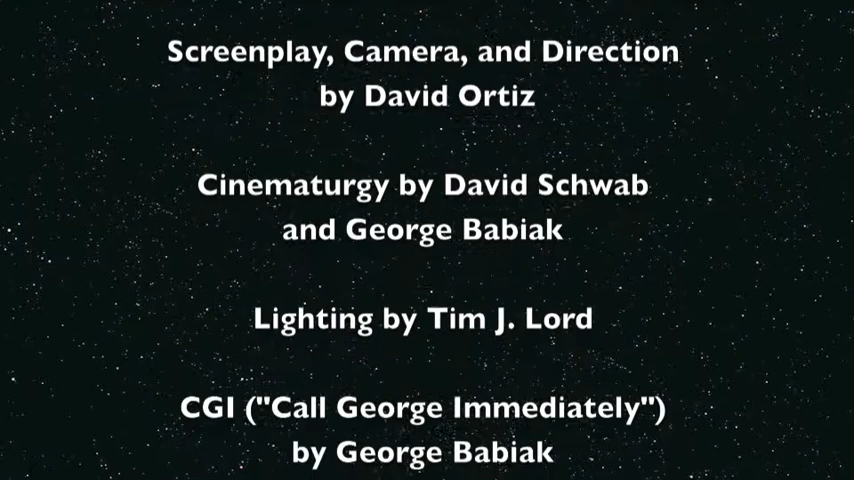 Screenplay, Camera, and Direction
by David Ortiz
Cinematurgy by David Schwab
and George Babiak
Lighting by Tim J. Lord
CGI ("Call George Immediately")
by George Babiak